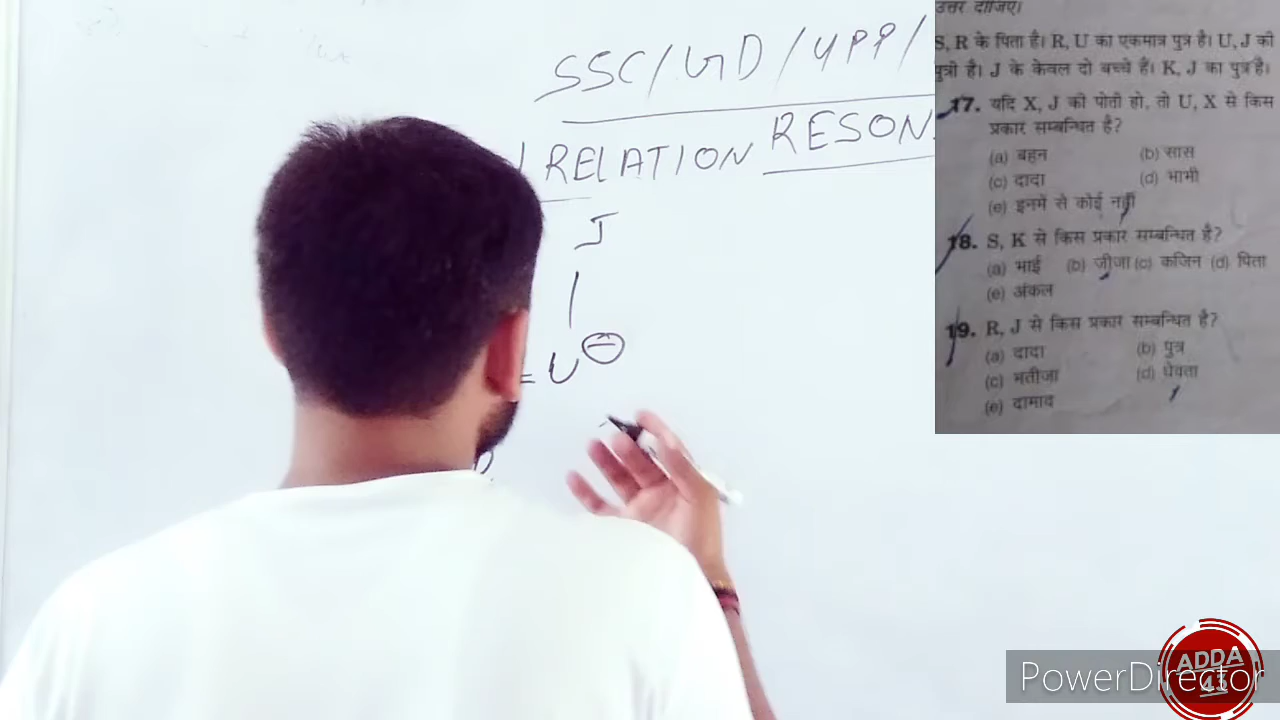 SSC/GD/UPP/
RELATION RESON
J
= U
उत्तर दीजिए।
S, R के पिता है। R, U का एकमात्र पुत्र है। U, J की
पुत्री है। J के केवल दो बच्चे हैं। K, J का पुत्र है।
17. यदि X, J की पोती हो, तो U, X से किस
प्रकार सम्बन्धित है?
(a) बहन (b) सास
(c) दादा (d) भाभी
(e) इनमें से कोई नहीं
18. S, K से किस प्रकार सम्बन्धित है?
(a) भाई (b) जीजा (c) कजिन (d) पिता
(e) अंकल
19. R, J से किस प्रकार सम्बन्धित है?
(a) दादा (b) पुत्र
(c) भतीजा (d) धेवता
(e) दामाद
PowerDirector
ADDA